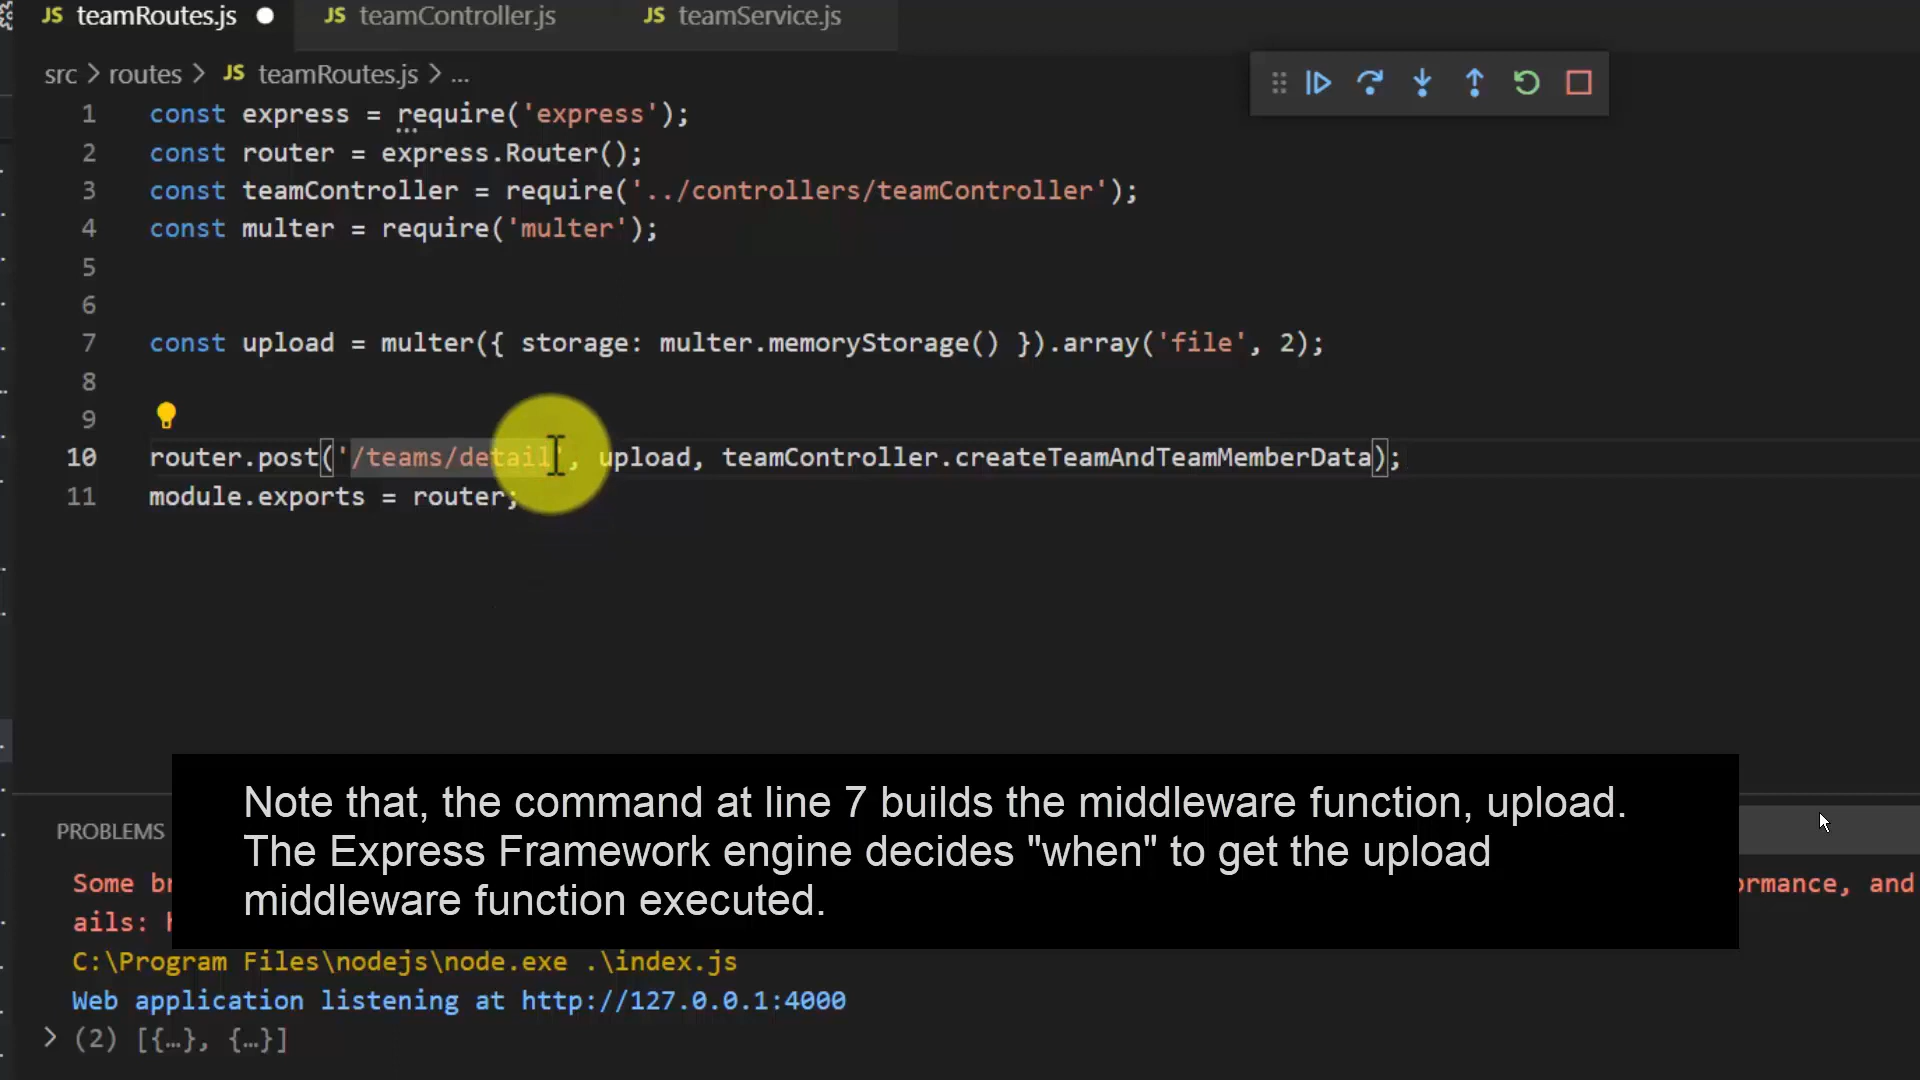 JS teamRoutes.js JS teamController.js JS teamService.js
src > routes > JS teamRoutes.js > ...
1 const express = require('express');
2 const router = express.Router();
3 const teamController = require('../controllers/teamController');
4 const multer = require('multer');
5
6
7 const upload = multer({ storage: multer.memoryStorage() }).array('file', 2);
8
9
10 router.post('/teams/detail', upload, teamController.createTeamAndTeamMemberData);
11 module.exports = router;
Note that, the command at line 7 builds the middleware function, upload.
The Express Framework engine decides "when" to get the upload
middleware function executed.
PROBLEMS
Some ormance, and
ails:
C:\Program Files\nodejs\node.exe .\index.js
Web application listening at http://127.0.0.1:4000
> (2) [{…}, {…}]